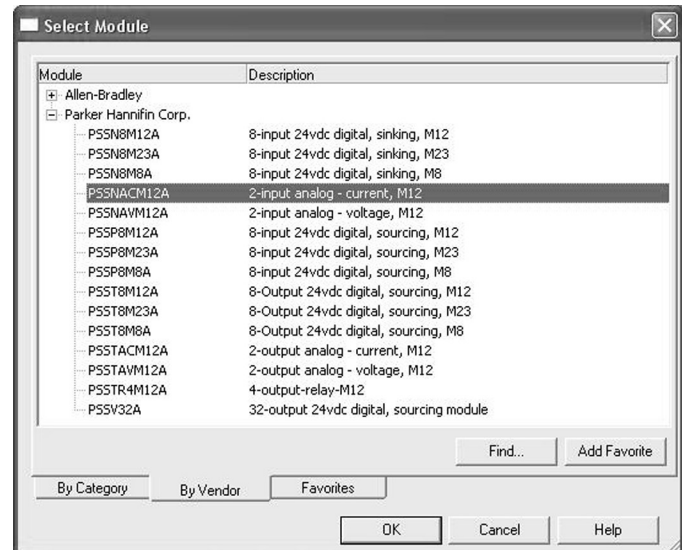 Select Module
Module Description
Allen-Bradley
Parker Hannifin Corp.
PSSN8M12A 8-input 24vdc digital, sinking, M12
PSSN8M23A 8-input 24vdc digital, sinking, M23
PSSN8M8A 8-input 24vdc digital, sinking, M8
PSSNACM12A 2-input analog - current, M12
PSSNAVM12A 2-input analog - voltage, M12
PSSP8M12A 8-input 24vdc digital, sourcing, M12
PSSP8M23A 8-input 24vdc digital, sourcing, M23
PSSP8M8A 8-input 24vdc digital, sourcing, M8
PSST8M12A 8-Output 24vdc digital, sourcing, M12
PSST8M23A 8-Output 24vdc digital, sourcing, M23
PSST8M8A 8-Output 24vdc digital, sourcing, M8
PSSTACM12A 2-output analog - current, M12
PSSTAVM12A 2-output analog - voltage, M12
PSSTR4M12A 4-output-relay-M12
PSSV32A 32-output 24vdc digital, sourcing module
Find... Add Favorite
By Category By Vendor Favorites
OK Cancel Help